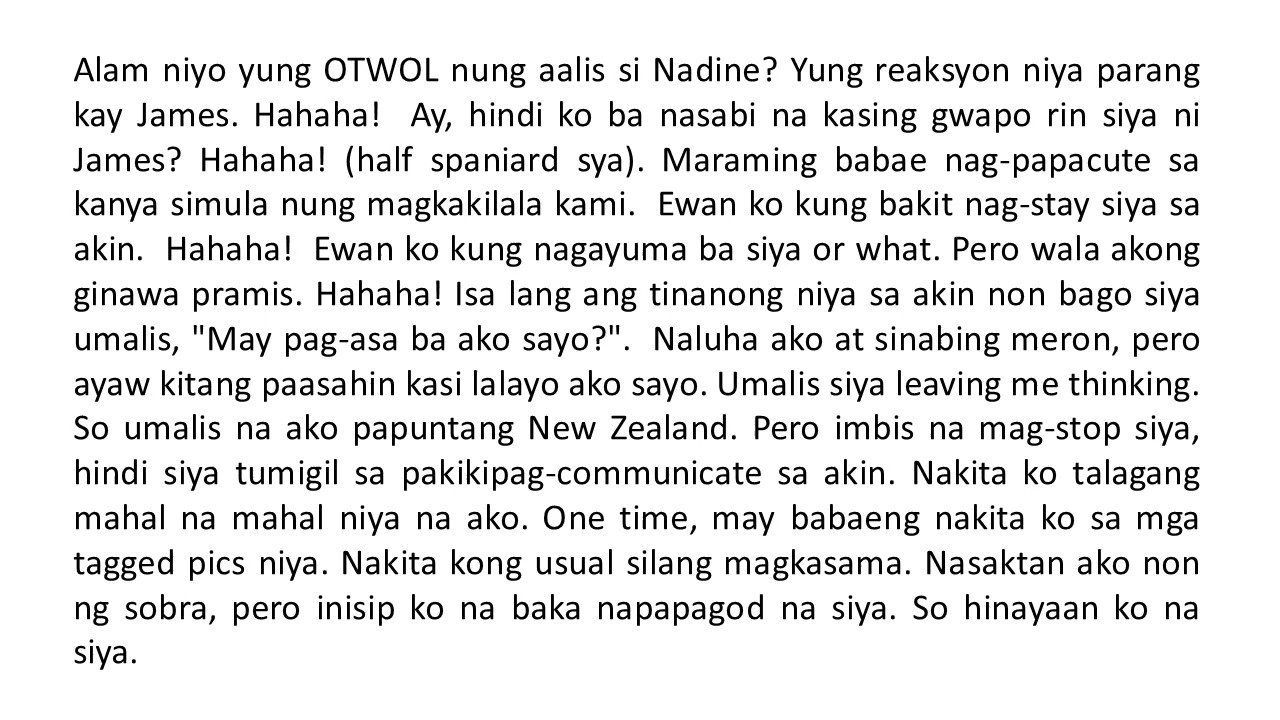 Alam niyo yung OTWOL nung aalis si Nadine? Yung reaksyon niya parang
kay James. Hahaha!  Ay, hindi ko ba nasabi na kasing gwapo rin siya ni
James? Hahaha! (half spaniard sya). Maraming babae nag-papacute sa
kanya simula nung magkakilala kami.  Ewan ko kung bakit nag-stay siya sa
akin.  Hahaha!  Ewan ko kung nagayuma ba siya or what. Pero wala akong
ginawa pramis. Hahaha! Isa lang ang tinanong niya sa akin non bago siya
umalis, "May pag-asa ba ako sayo?".  Naluha ako at sinabing meron, pero
ayaw kitang paasahin kasi lalayo ako sayo. Umalis siya leaving me thinking.
So umalis na ako papuntang New Zealand. Pero imbis na mag-stop siya,
hindi siya tumigil sa pakikipag-communicate sa akin. Nakita ko talagang
mahal na mahal niya na ako. One time, may babaeng nakita ko sa mga
tagged pics niya. Nakita kong usual silang magkasama. Nasaktan ako non
ng sobra, pero inisip ko na baka napapagod na siya. So hinayaan ko na
siya.